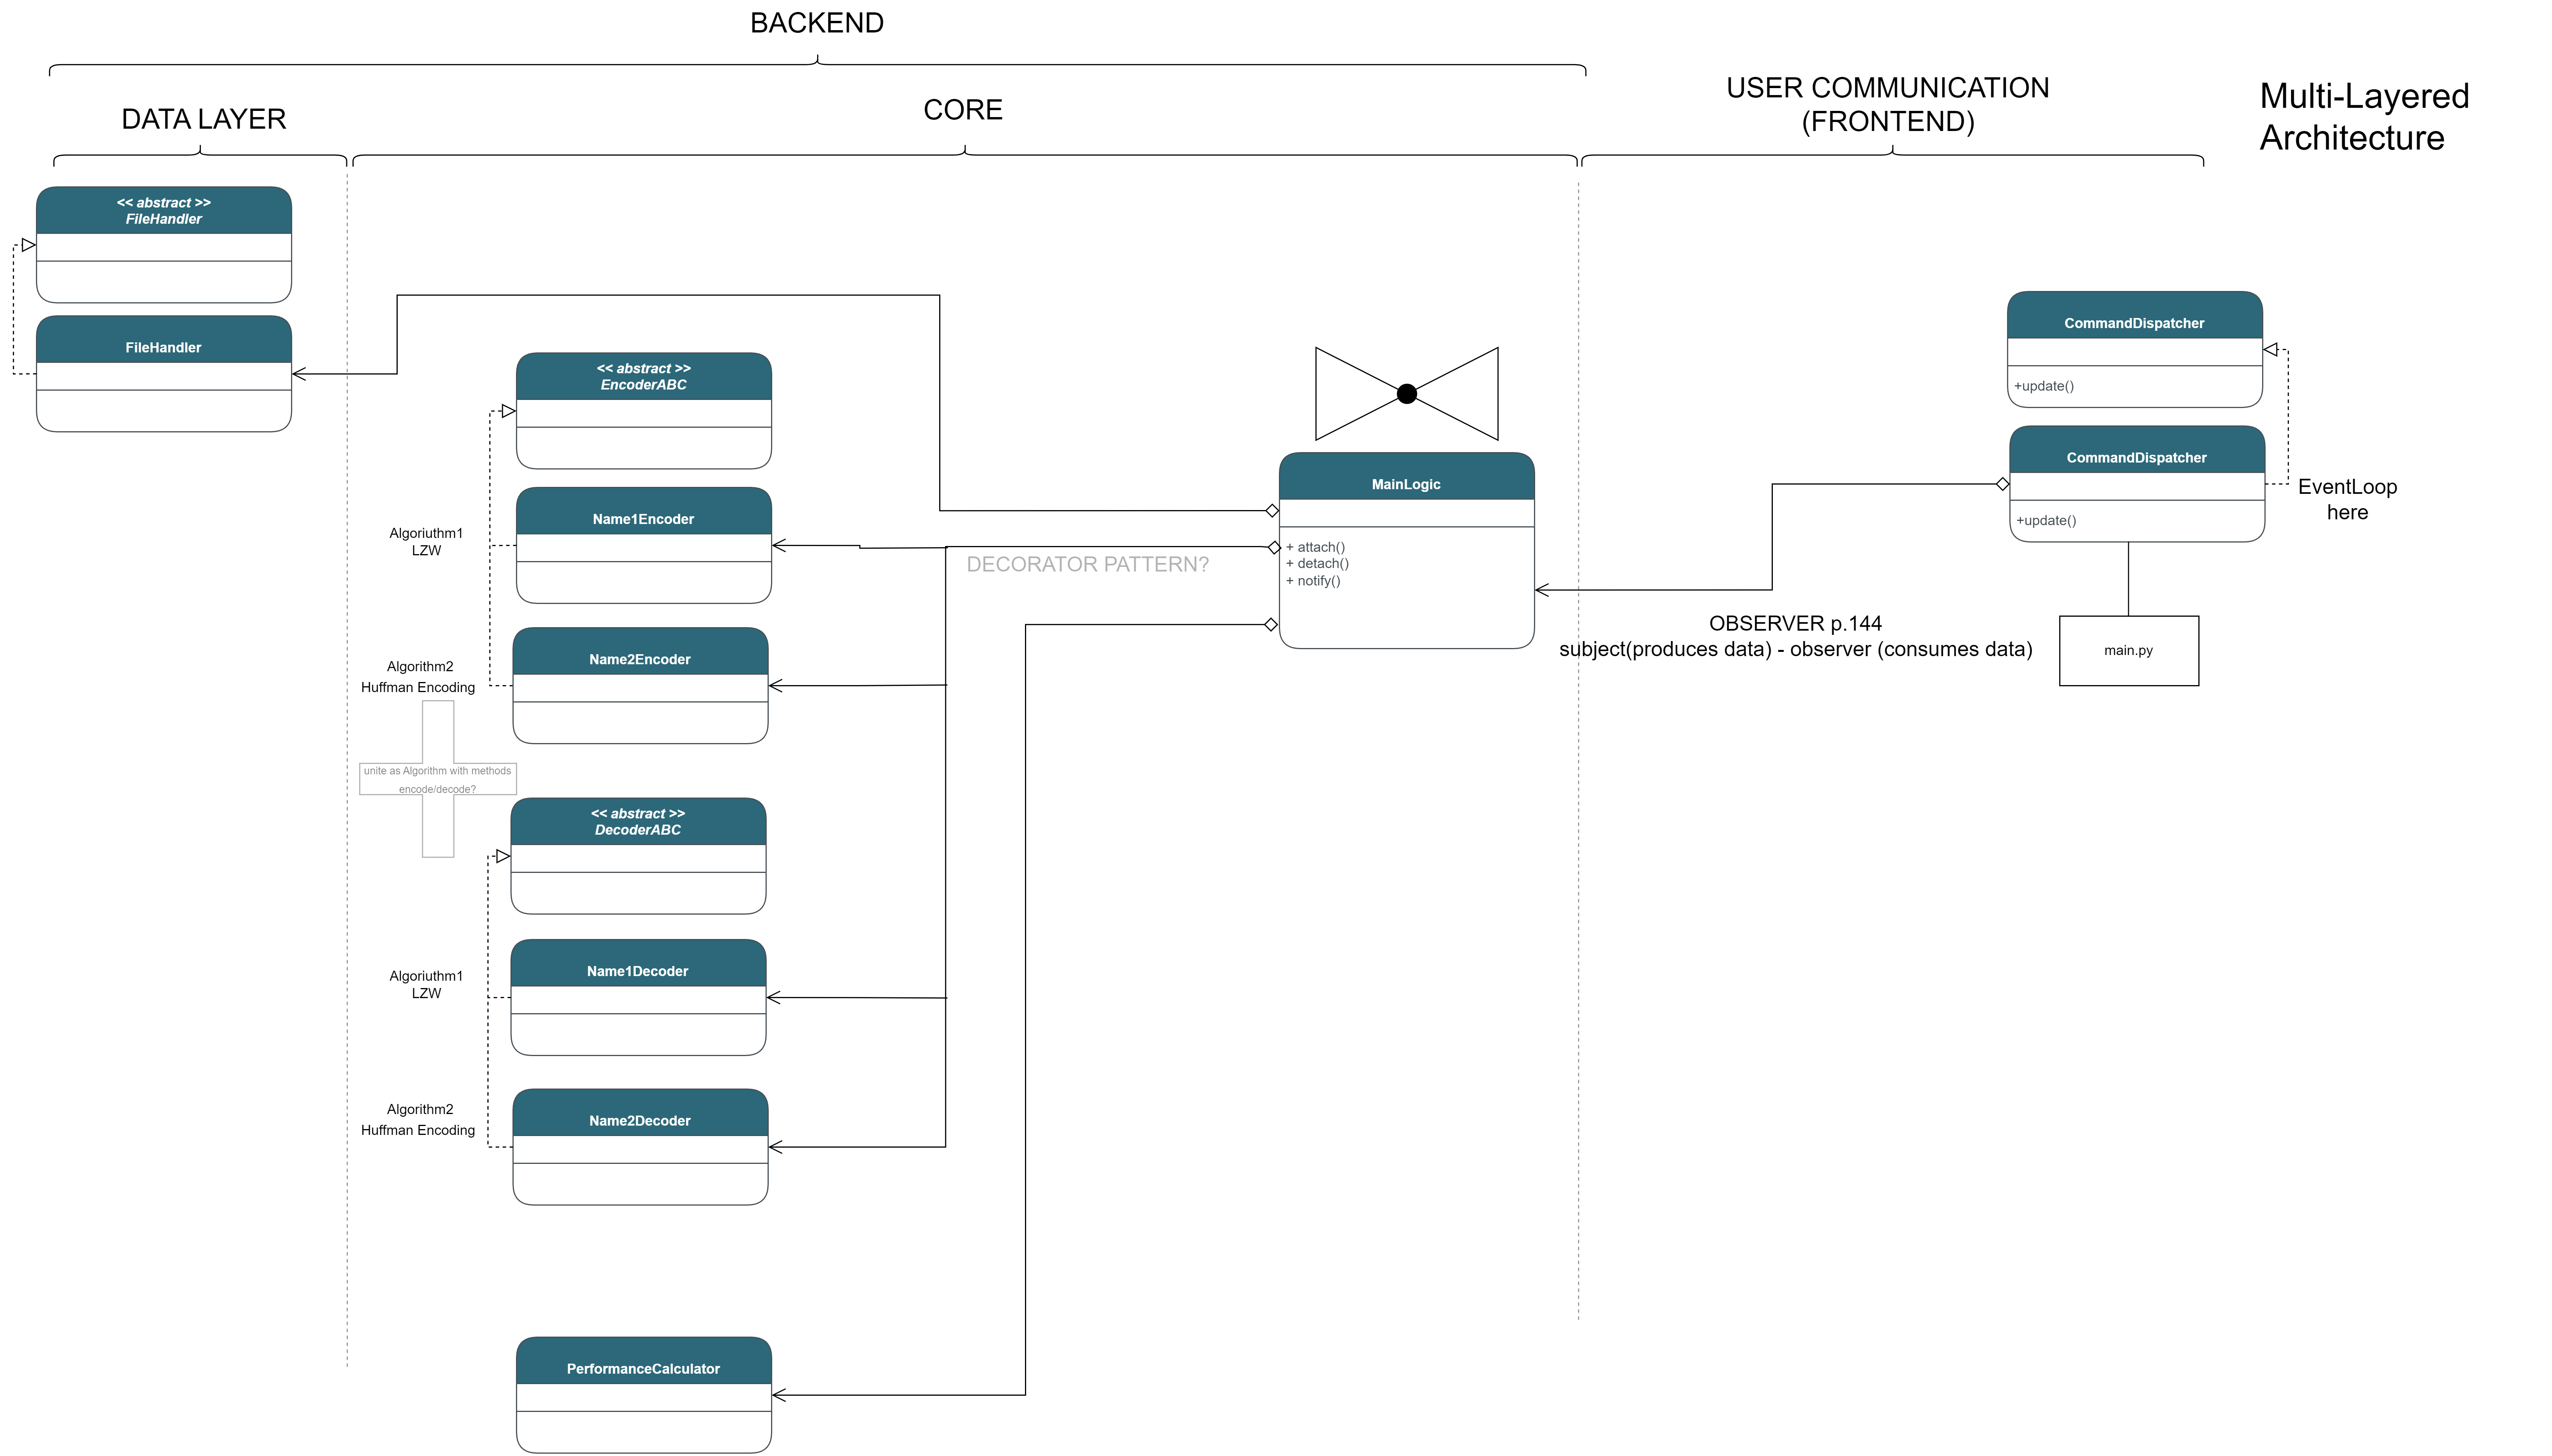 BACKEND
DATA LAYER
CORE
USER COMMUNICATION
(FRONTEND)
Multi-Layered
Architecture
<< abstract >>
FileHandler
FileHandler
<< abstract >>
EncoderABC
Algoriuthm1
LZW
Name1Encoder
Algorithm2
Huffman Encoding
Name2Encoder
unite as Algorithm with methods
encode/decode?
<< abstract >>
DecoderABC
Algoriuthm1
LZW
Name1Decoder
Algorithm2
Huffman Encoding
Name2Decoder
PerformanceCalculator
DECORATOR PATTERN?
MainLogic
+ attach()
+ detach()
+ notify()
OBSERVER p.144
subject(produces data) - observer (consumes data)
CommandDispatcher
+update()
CommandDispatcher
+update()
EventLoop
here
main.py